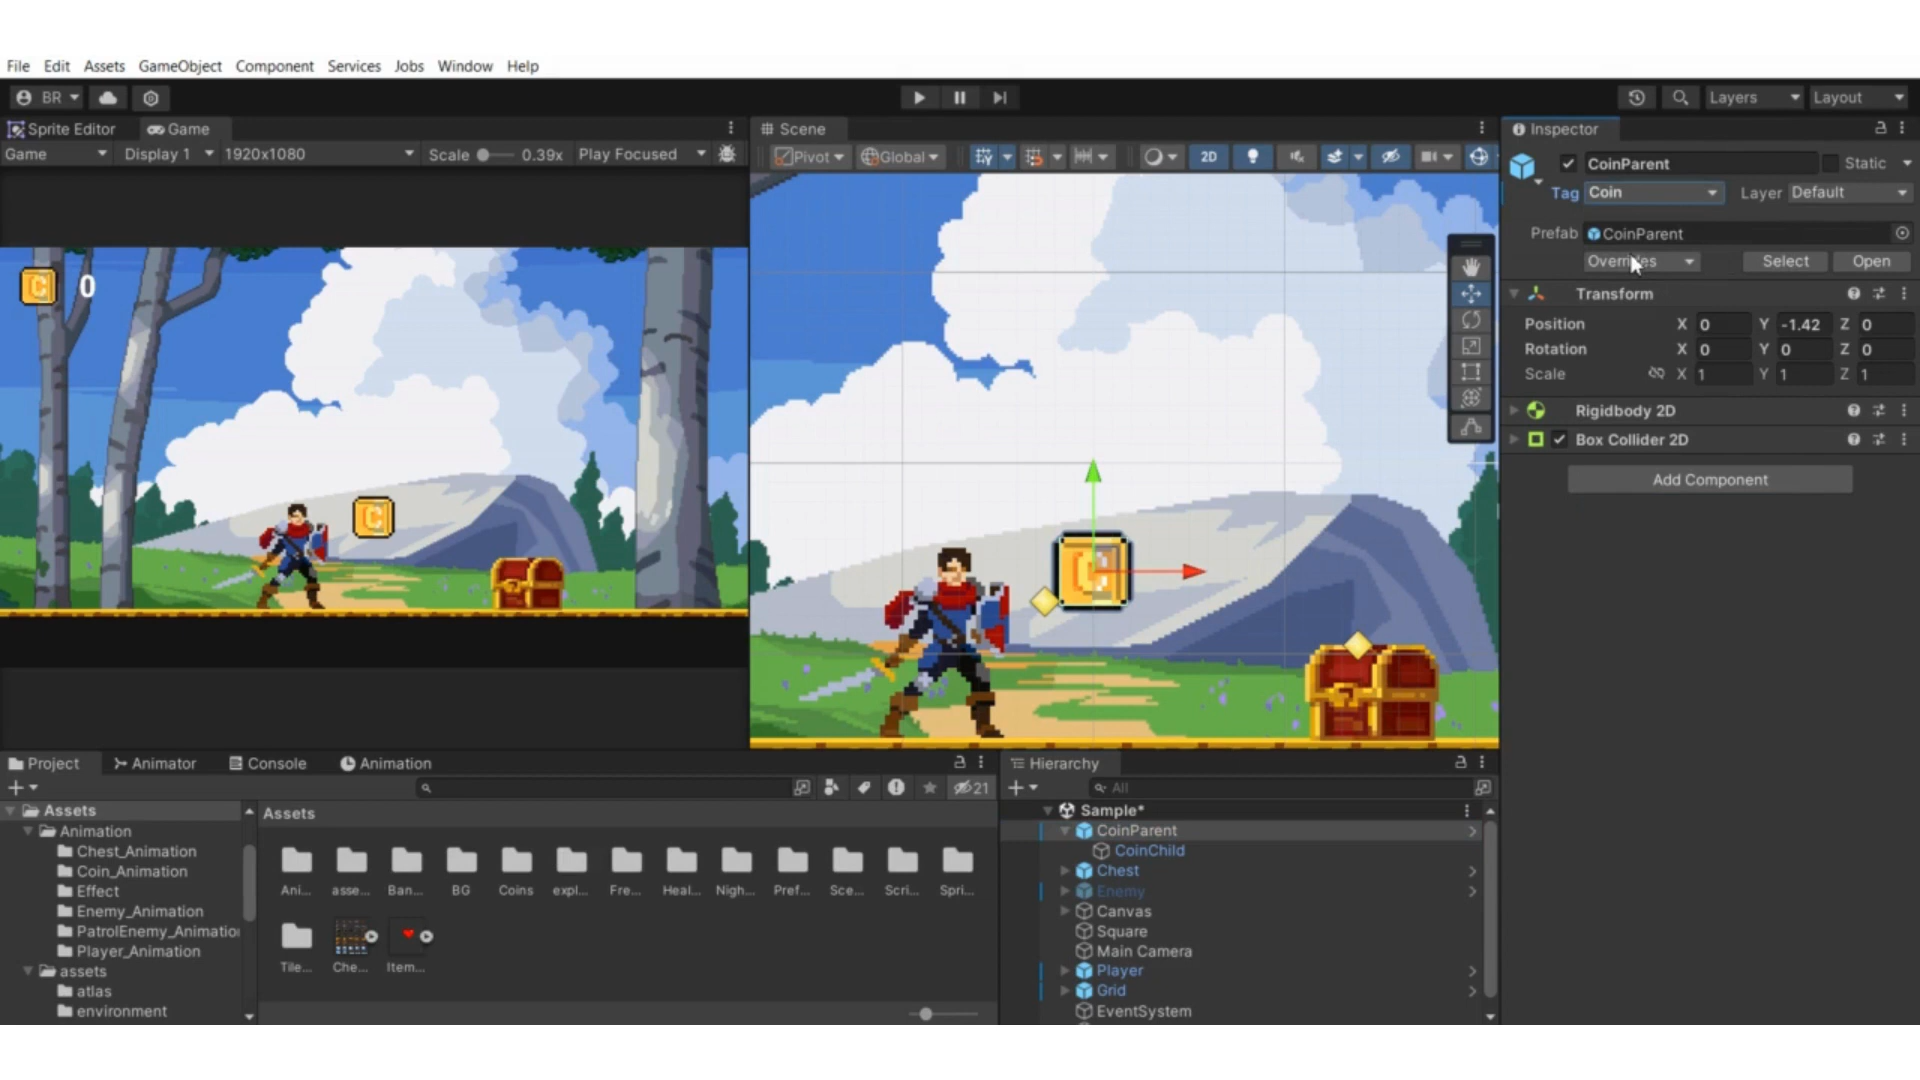 File Edit Assets GameObject Component Services Jobs Window Help
BR Layers Layout
Sprite Editor Game
Game Display 1 1920x1080 Scale 0.39x Play Focused
C 0
C
Scene
Pivot Global 2D
Inspector
CoinParent Static
Tag Coin Layer Default
Prefab CoinParent
Overrides Select Open
Transform
Position X 0 Y -1.42 Z 0
Rotation X 0 Y 0 Z 0
Scale X 1 Y 1 Z 1
Rigidbody 2D
Box Collider 2D
Add Component
Project Animator Console Animation
21
Assets
Animation
Chest_Animation
Coin_Animation
Effect
Enemy_Animation
PatrolEnemy_Animation
Player_Animation
assets
atlas
environment
Assets
Ani... asse... Ban... BG Coins expl... Fre... Heal... Nigh... Pref... Sce... Scri... Spri...
Tile... Che... Item...
Hierarchy
All
Sample*
CoinParent
CoinChild
Chest
Enemy
Canvas
Square
Main Camera
Player
Grid
EventSystem